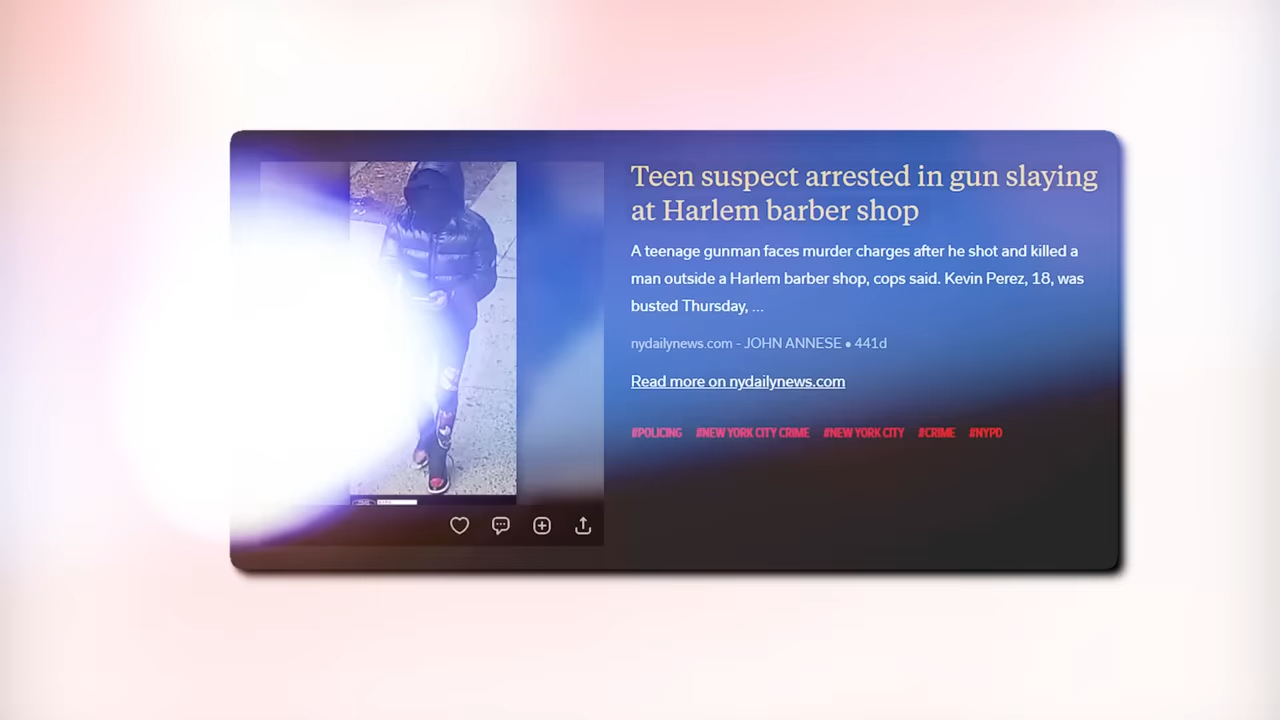 Teen suspect arrested in gun slaying
at Harlem barber shop
A teenage gunman faces murder charges after he shot and killed a
man outside a Harlem barber shop, cops said. Kevin Perez, 18, was
busted Thursday, ...
nydailynews.com - JOHN ANNESE • 441d
Read more on nydailynews.com
#POLICING #NEW YORK CITY CRIME #NEW YORK CITY #CRIME #NYPD